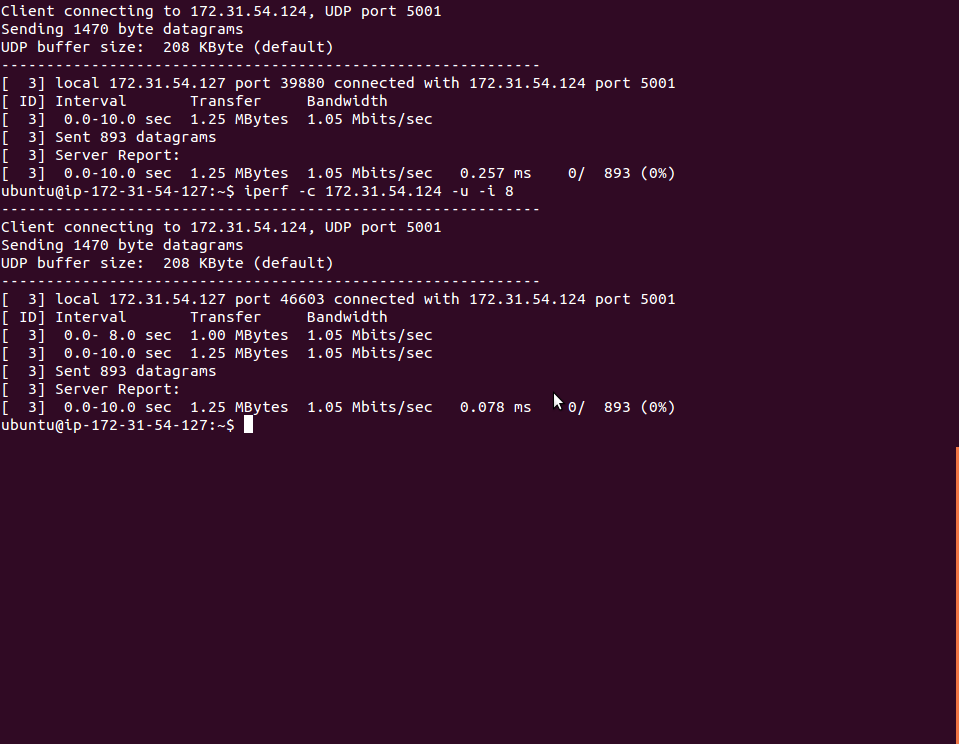 Client connecting to 172.31.54.124, UDP port 5001
Sending 1470 byte datagrams
UDP buffer size:  208 KByte (default)
------------------------------------------------------------
[  3] local 172.31.54.127 port 39880 connected with 172.31.54.124 port 5001
[ ID] Interval       Transfer     Bandwidth
[  3]  0.0-10.0 sec  1.25 MBytes  1.05 Mbits/sec
[  3] Sent 893 datagrams
[  3] Server Report:
[  3]  0.0-10.0 sec  1.25 MBytes  1.05 Mbits/sec   0.257 ms    0/  893 (0%)
ubuntu@ip-172-31-54-127:~$ iperf -c 172.31.54.124 -u -i 8
------------------------------------------------------------
Client connecting to 172.31.54.124, UDP port 5001
Sending 1470 byte datagrams
UDP buffer size:  208 KByte (default)
------------------------------------------------------------
[  3] local 172.31.54.127 port 46603 connected with 172.31.54.124 port 5001
[ ID] Interval       Transfer     Bandwidth
[  3]  0.0- 8.0 sec  1.00 MBytes  1.05 Mbits/sec
[  3]  0.0-10.0 sec  1.25 MBytes  1.05 Mbits/sec
[  3] Sent 893 datagrams
[  3] Server Report:
[  3]  0.0-10.0 sec  1.25 MBytes  1.05 Mbits/sec   0.078 ms    0/  893 (0%)
ubuntu@ip-172-31-54-127:~$